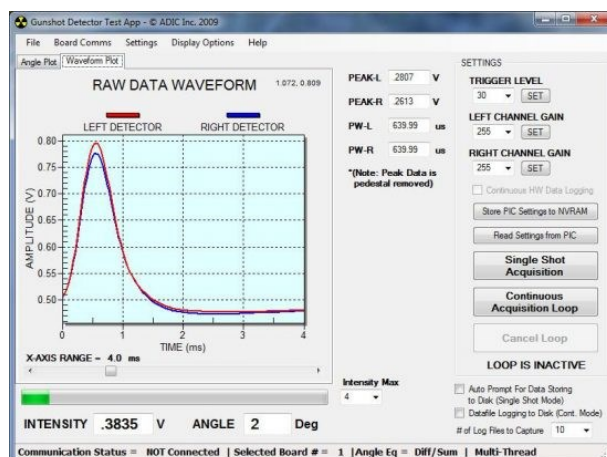 Gunshot Detector Test App - © ADIC Inc. 2009
File Board Comms Settings Display Options Help
Angle Plot Waveform Plot
RAW DATA WAVEFORM 1.072, 0.809
LEFT DETECTOR RIGHT DETECTOR
AMPLITUDE (V)
0.80
0.75
0.70
0.65
0.60
0.55
0.50
0 1 2 3 4
TIME (ms)
X-AXIS RANGE = 4.0 ms
PEAK-L .2807 V
PEAK-R .2613 V
PW-L 639.99 us
PW-R 639.99 us
*(Note: Peak Data is
pedestal removed)
Intensity Max
4
INTENSITY .3835 V ANGLE 2 Deg
SETTINGS
TRIGGER LEVEL
30 SET
LEFT CHANNEL GAIN
255 SET
RIGHT CHANNEL GAIN
255 SET
Continuous HW Data Logging
Store PIC Settings to NVRAM
Read Settings from PIC
Single Shot
Acquisition
Continuous
Acquisition Loop
Cancel Loop
LOOP IS INACTIVE
Auto Prompt For Data Storing
to Disk (Single Shot Mode)
Datafile Logging to Disk (Cont. Mode)
# of Log Files to Capture 10
Communication Status = NOT Connected | Selected Board # = 1 |Angle Eq = Diff/Sum | Multi-Thread